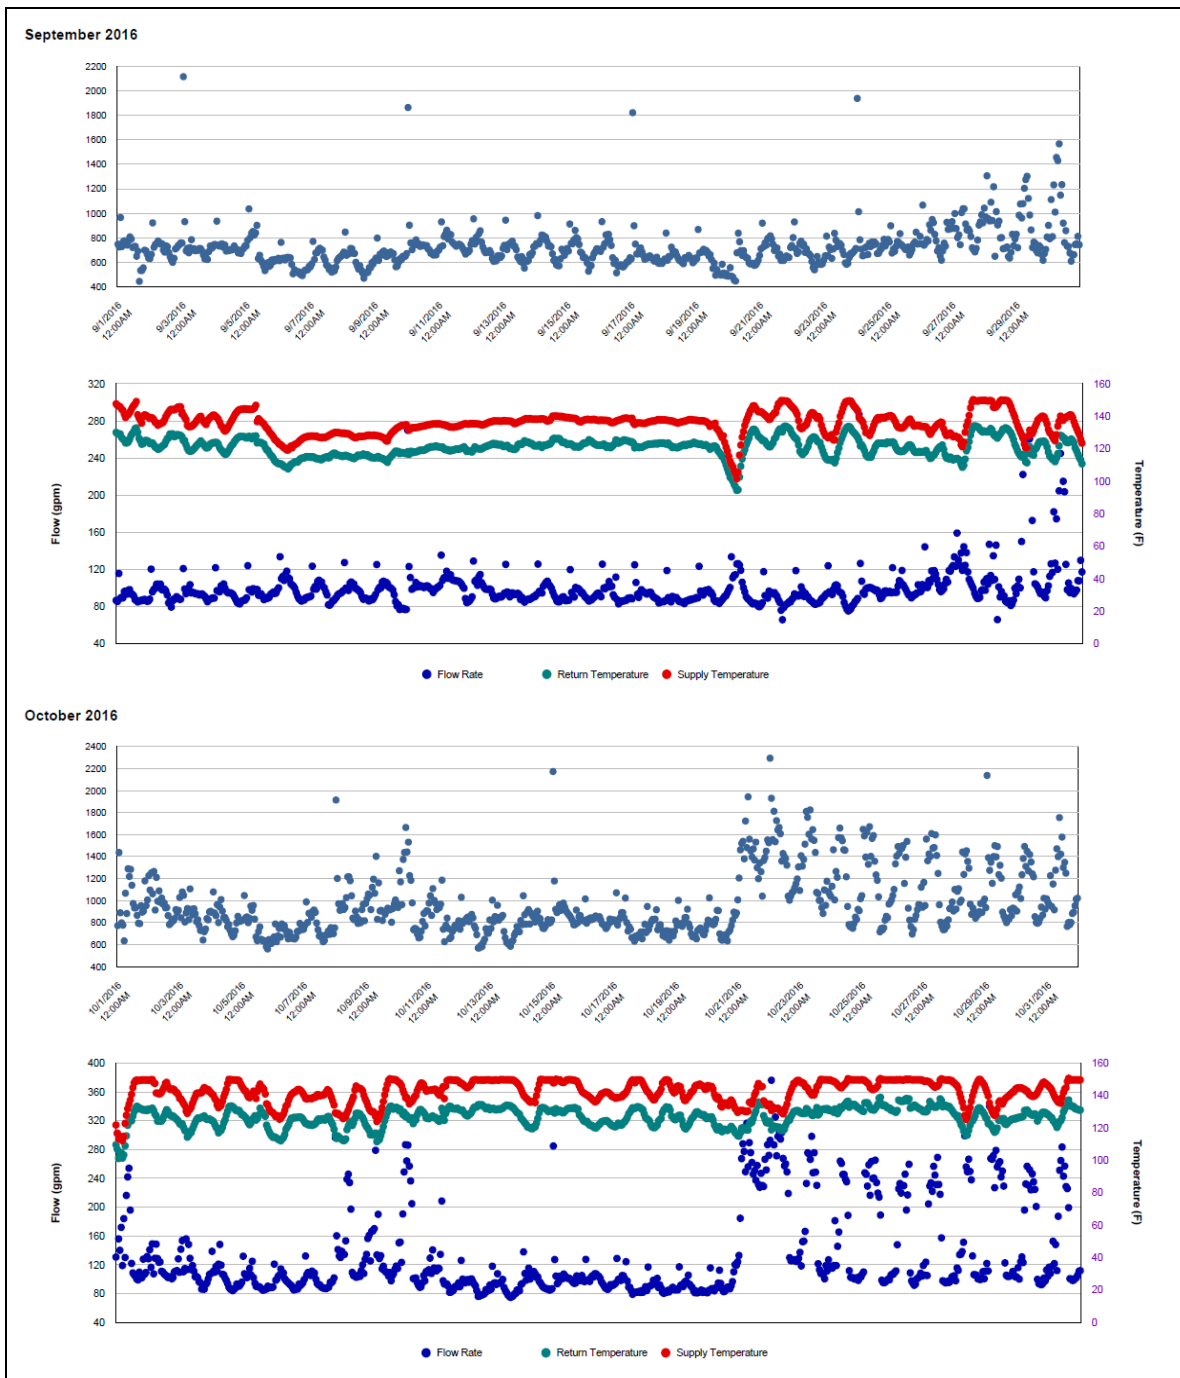 September 2016
2200
2000
1800
1600
1400
1200
1000
800
600
400
9/1/2016 12:00AM
9/3/2016 12:00AM
9/5/2016 12:00AM
9/7/2016 12:00AM
9/9/2016 12:00AM
9/11/2016 12:00AM
9/13/2016 12:00AM
9/15/2016 12:00AM
9/17/2016 12:00AM
9/19/2016 12:00AM
9/21/2016 12:00AM
9/23/2016 12:00AM
9/25/2016 12:00AM
9/27/2016 12:00AM
9/29/2016 12:00AM
320
280
240
200
160
120
80
40
Flow (gpm)
160
140
120
100
80
60
40
20
0
Temperature (F)
Flow Rate Return Temperature Supply Temperature
October 2016
2400
2200
2000
1800
1600
1400
1200
1000
800
600
400
10/1/2016 12:00AM
10/3/2016 12:00AM
10/5/2016 12:00AM
10/7/2016 12:00AM
10/9/2016 12:00AM
10/11/2016 12:00AM
10/13/2016 12:00AM
10/15/2016 12:00AM
10/17/2016 12:00AM
10/19/2016 12:00AM
10/21/2016 12:00AM
10/23/2016 12:00AM
10/25/2016 12:00AM
10/27/2016 12:00AM
10/29/2016 12:00AM
10/31/2016 12:00AM
400
360
320
280
240
200
160
120
80
40
Flow (gpm)
160
140
120
100
80
60
40
20
0
Temperature (F)
Flow Rate Return Temperature Supply Temperature